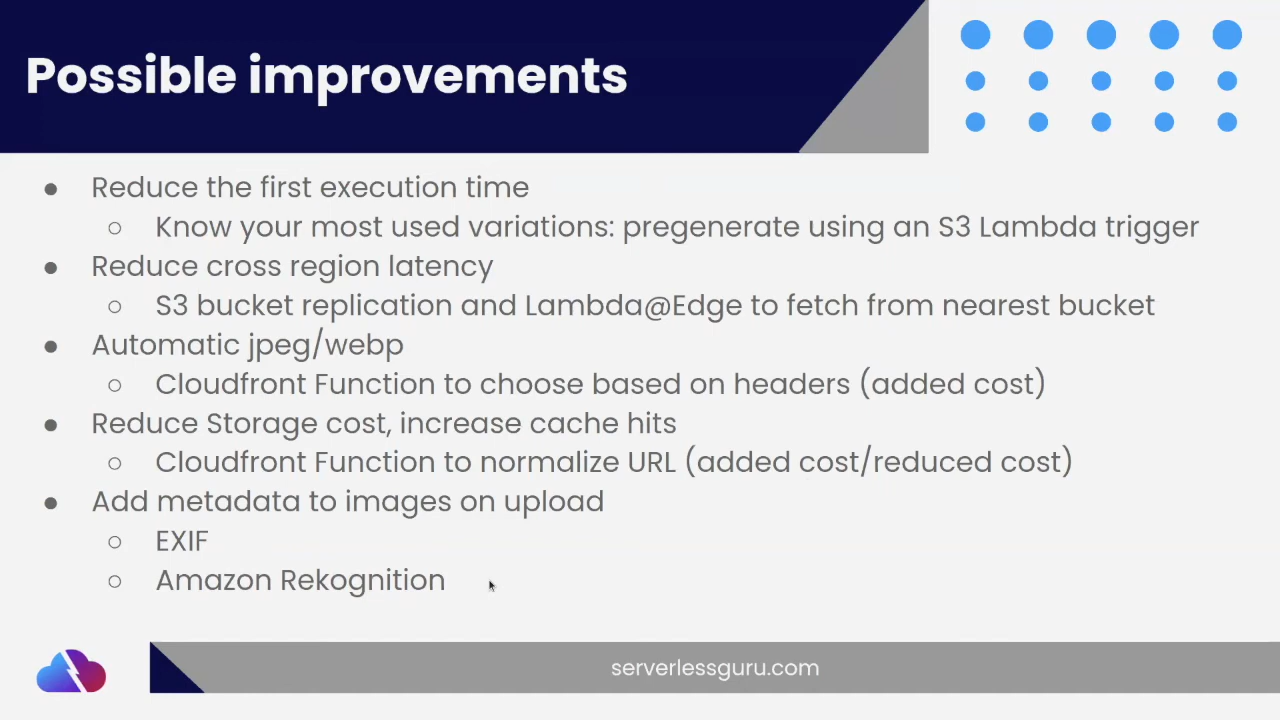 Possible improvements
● Reduce the first execution time
○ Know your most used variations: pregenerate using an S3 Lambda trigger
● Reduce cross region latency
○ S3 bucket replication and Lambda@Edge to fetch from nearest bucket
● Automatic jpeg/webp
○ Cloudfront Function to choose based on headers (added cost)
● Reduce Storage cost, increase cache hits
○ Cloudfront Function to normalize URL (added cost/reduced cost)
● Add metadata to images on upload
○ EXIF
○ Amazon Rekognition
serverlessguru.com